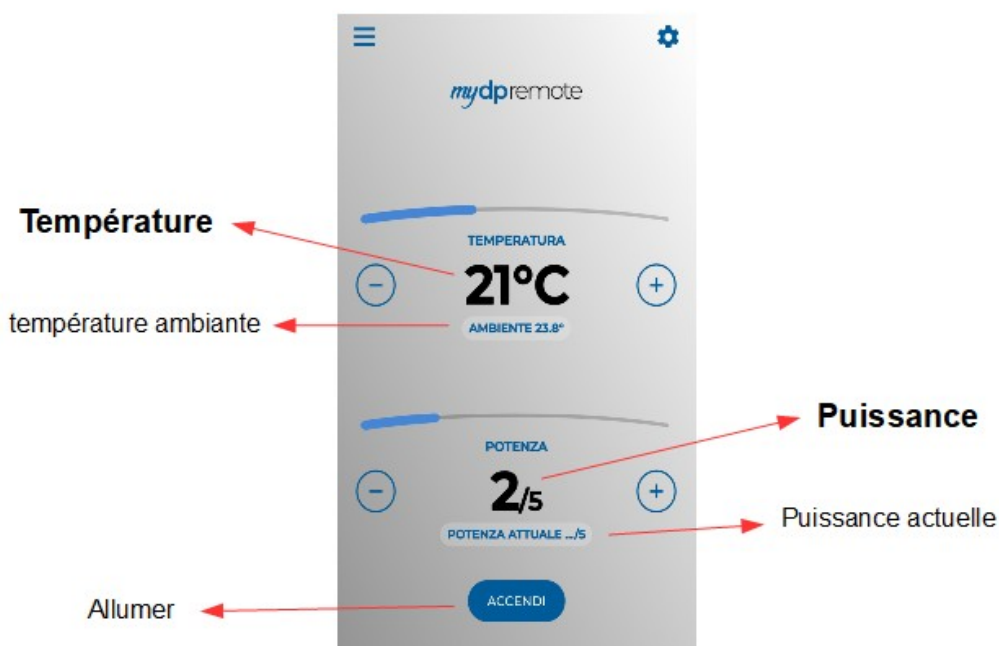 mydpremote
Température
TEMPERATURA
21°C
température ambiante
AMBIENTE 23.8°
Puissance
POTENZA
2/5
Puissance actuelle
POTENZA ATTUALE .../5
Allumer
ACCENDI